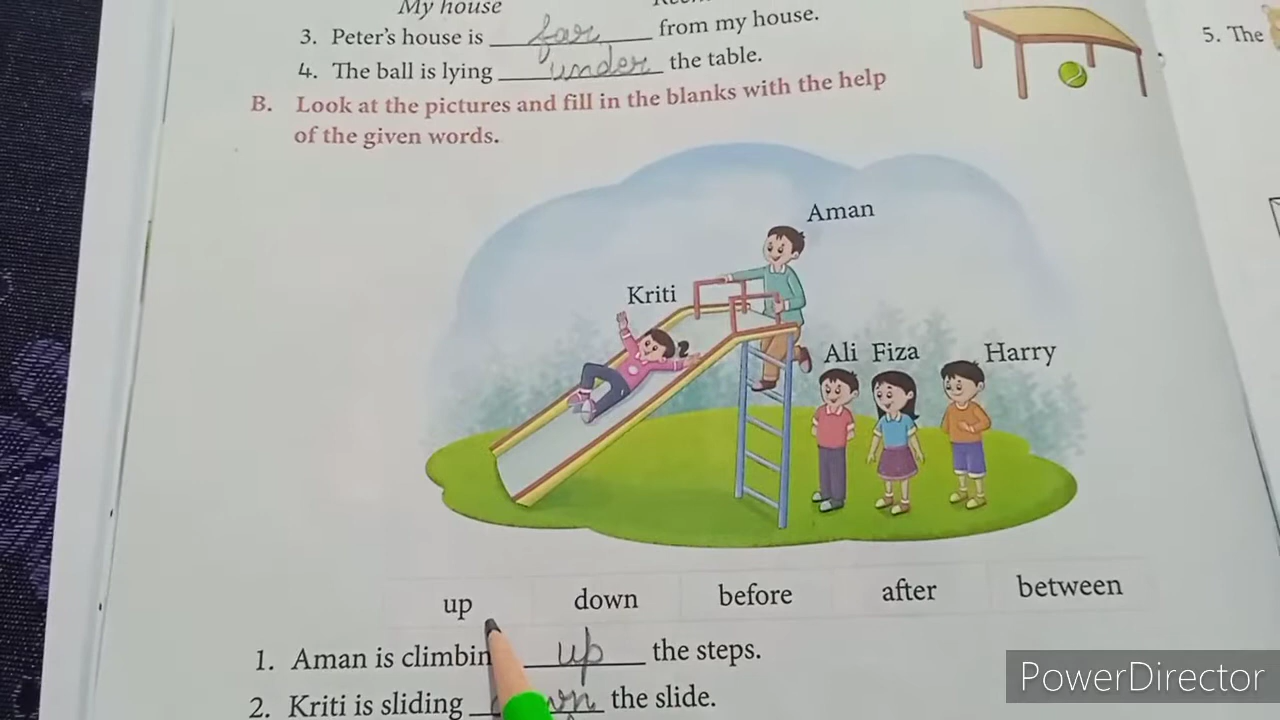 My house
3. Peter's house is far from my house.
4. The ball is lying under the table.
5. The
B. Look at the pictures and fill in the blanks with the help
of the given words.
Aman
Kriti
Ali Fiza Harry
up down before after between
1. Aman is climbin up the steps.
2. Kriti is sliding the slide.
PowerDirector